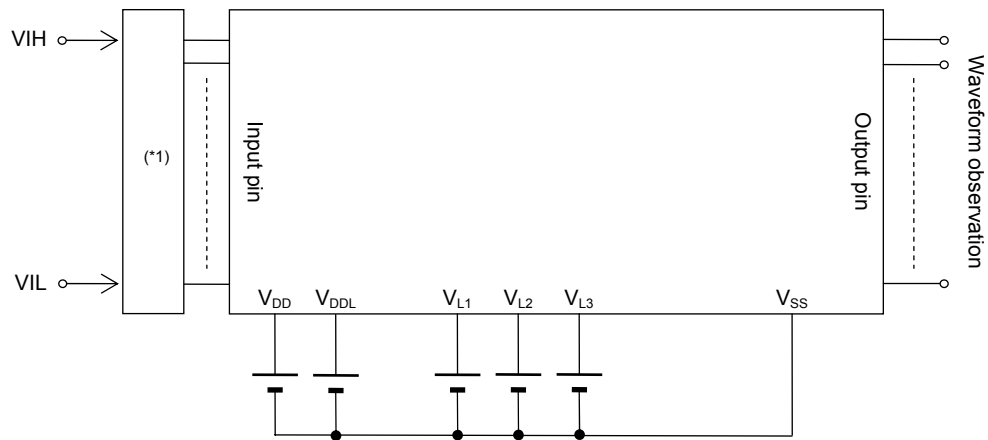 VIH
(*1)
Input pin
Output pin
Waveform observation
VIL
VDD
VDDL
VL1
VL2
VL3
VSS